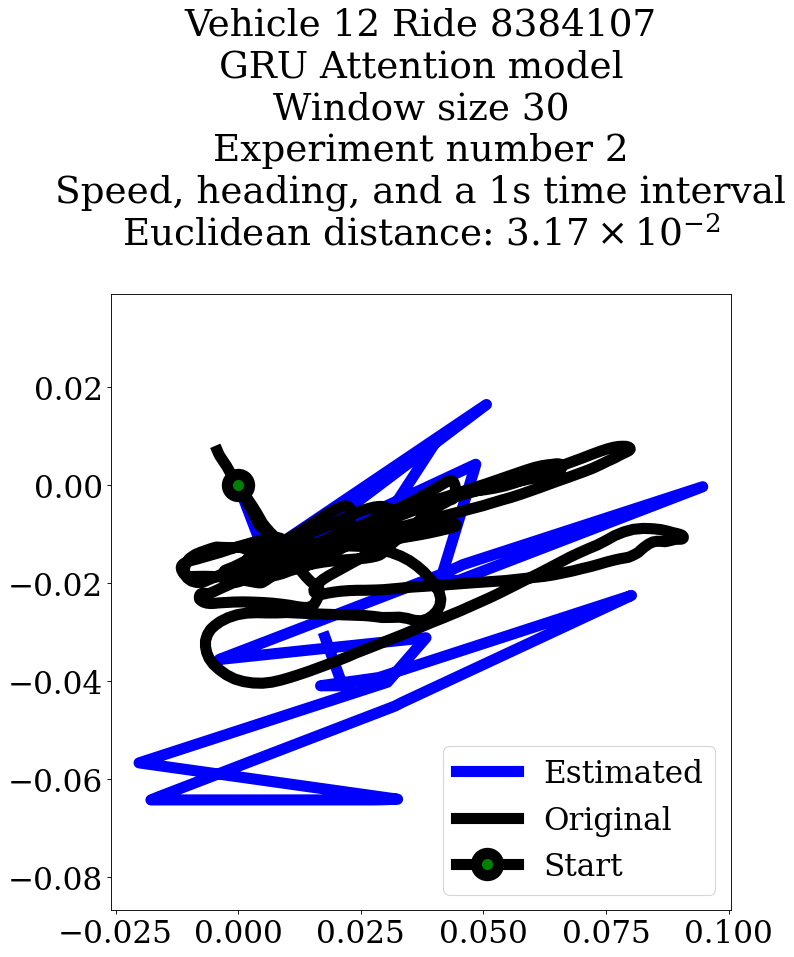 Vehicle 12 Ride 8384107
GRU Attention model
Window size 30
Experiment number 2
Speed, heading, and a 1s time interval
Euclidean distance: 3.17 × 10⁻²
0.02
0.00
−0.02
−0.04
−0.06
−0.08
Estimated
Original
Start
−0.025 0.000 0.025 0.050 0.075 0.100